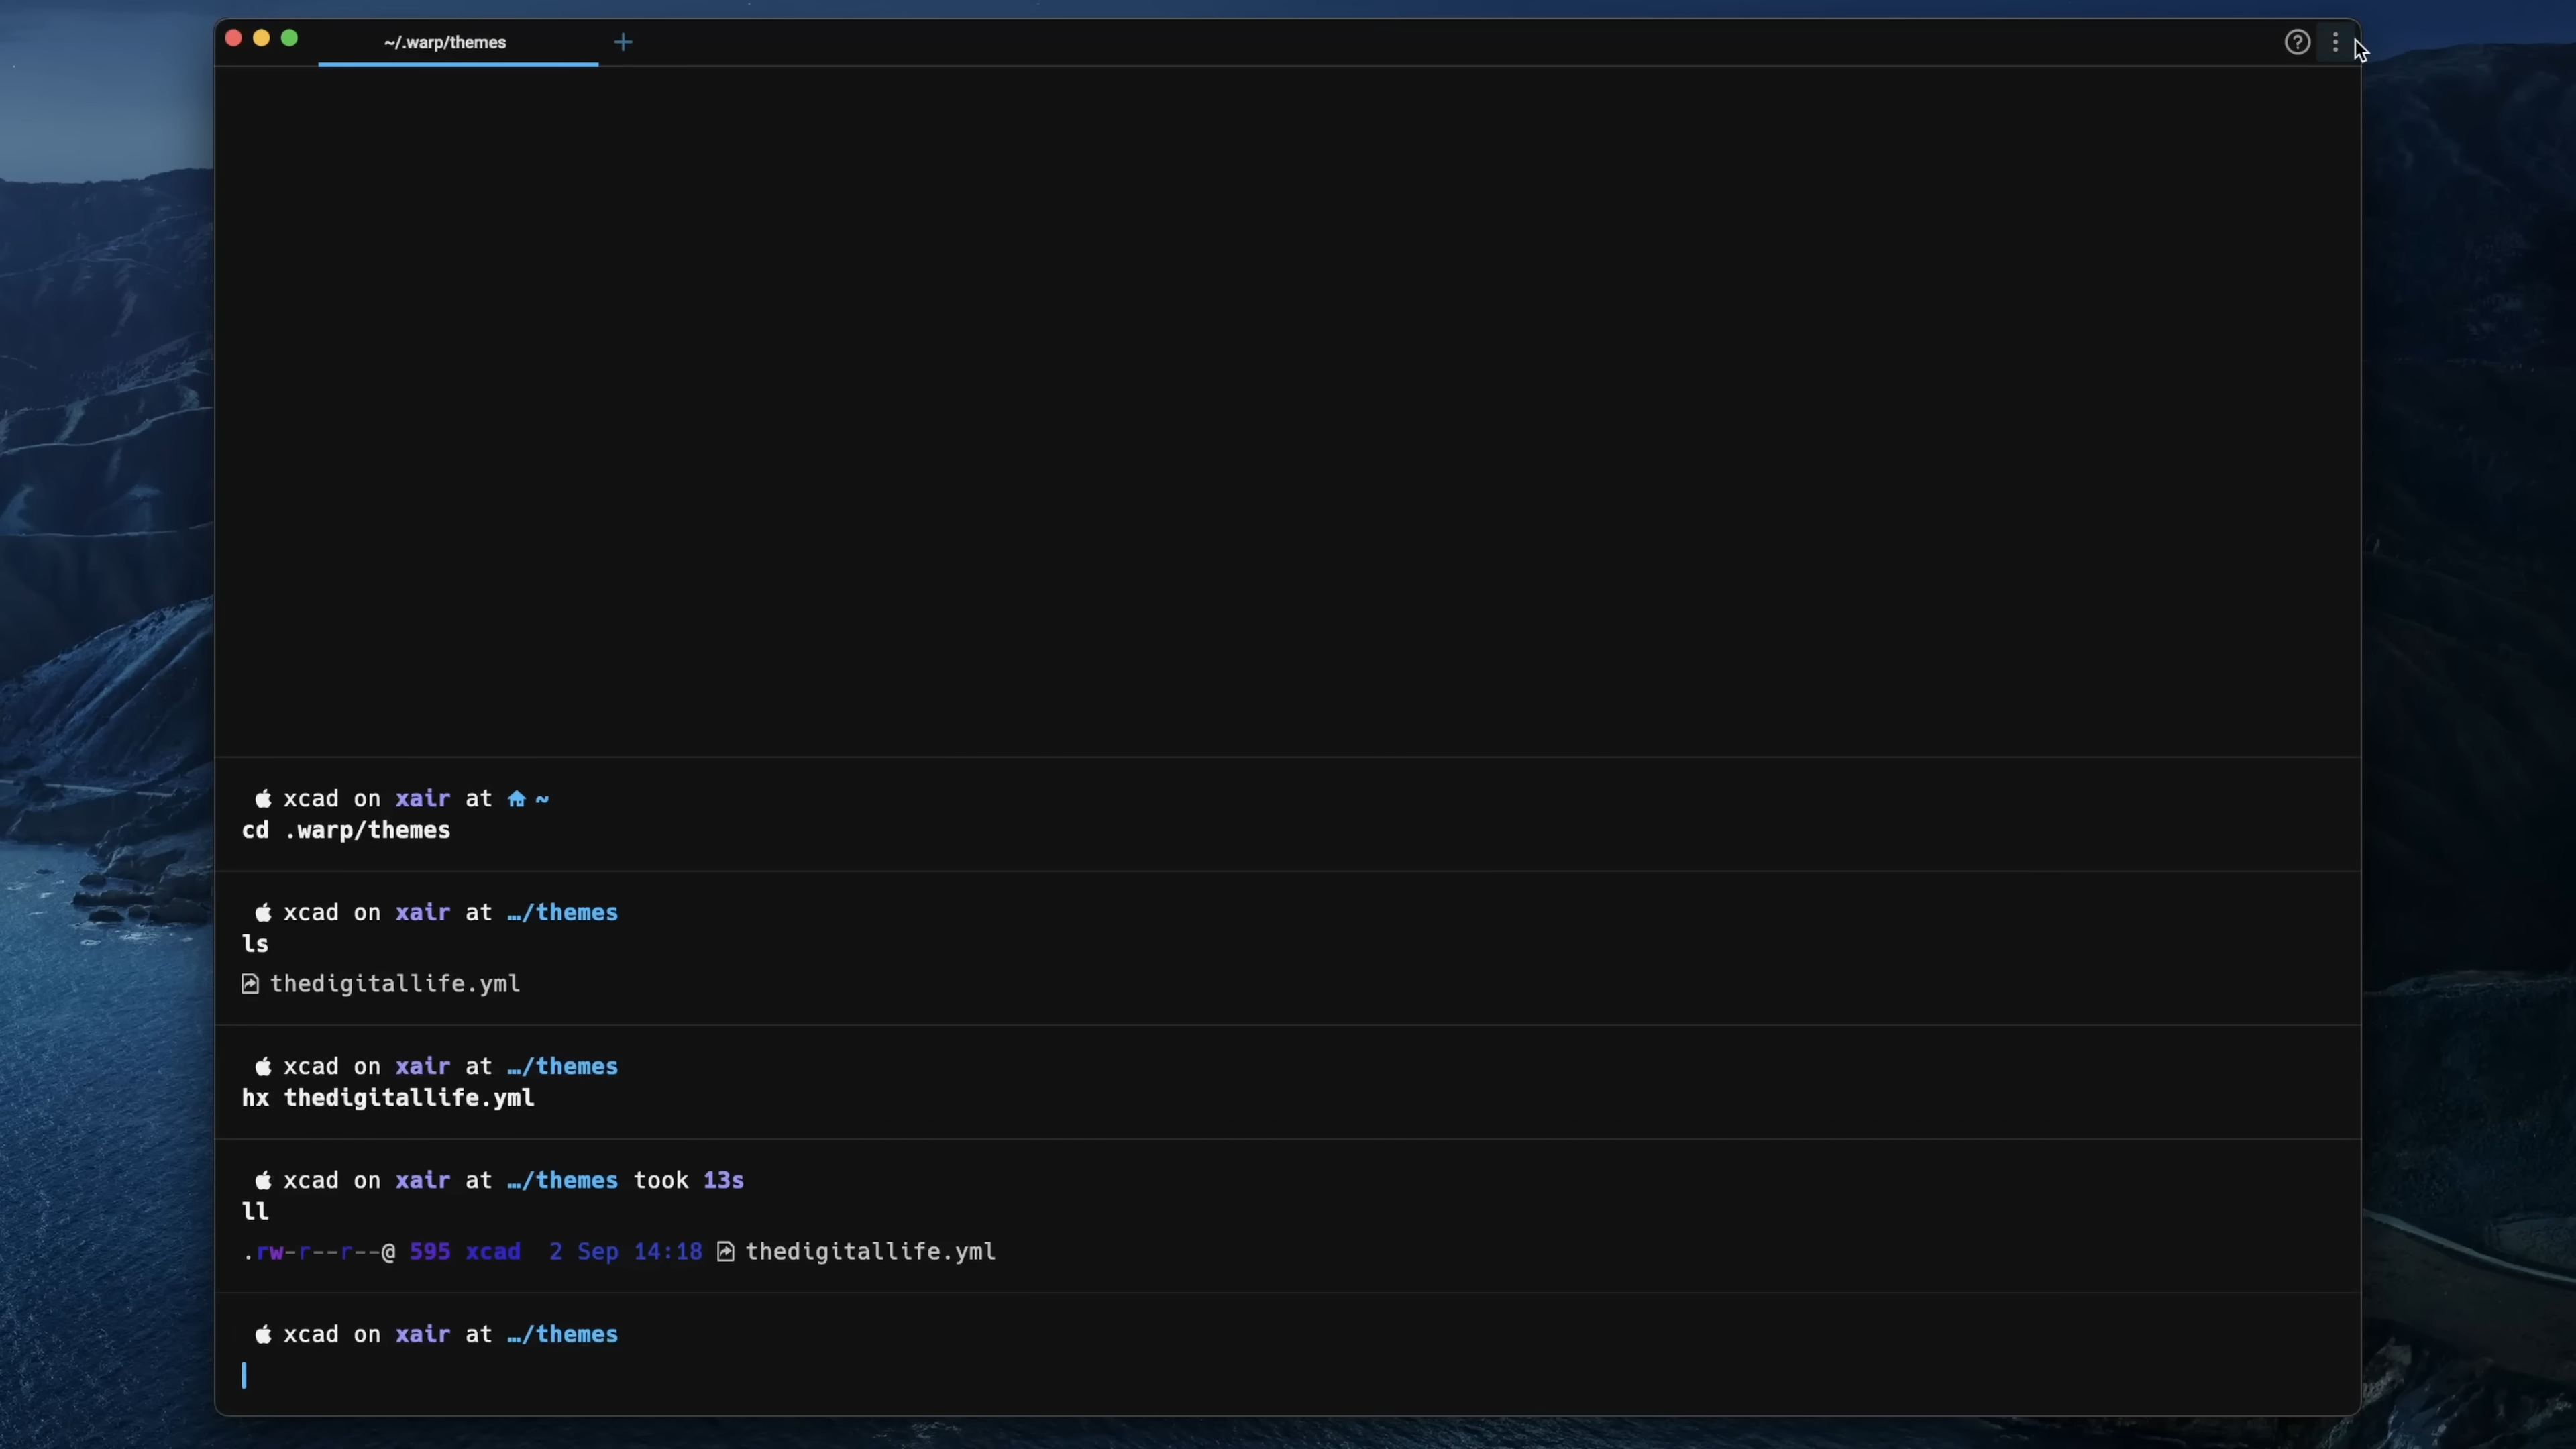 ~/.warp/themes
xcad on xair at ~
cd .warp/themes
xcad on xair at …/themes
ls
thedigitallife.yml
xcad on xair at …/themes
hx thedigitallife.yml
xcad on xair at …/themes took 13s
ll
.rw-r--r--@ 595 xcad 2 Sep 14:18 thedigitallife.yml
xcad on xair at …/themes